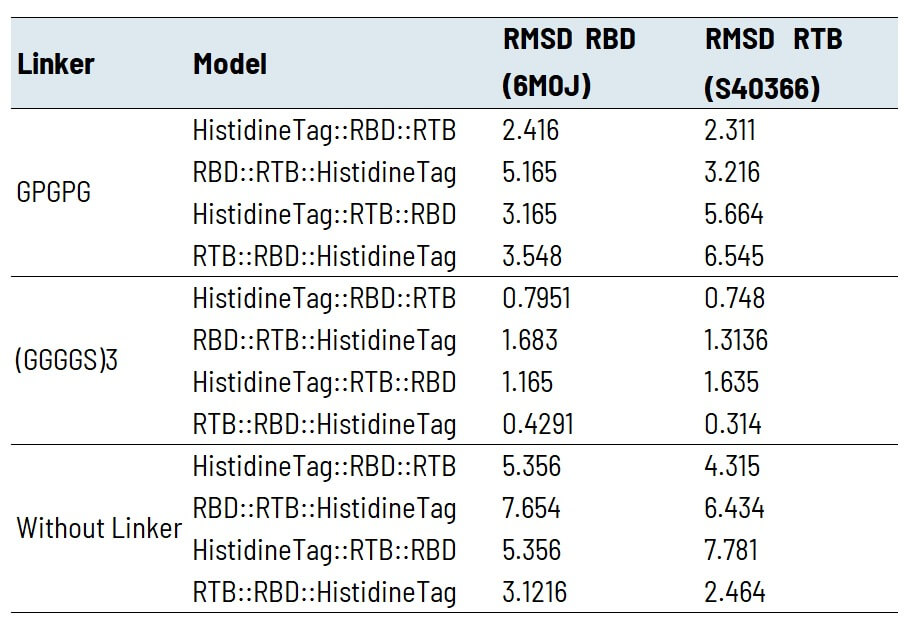 Linker Model RMSD RBD (6M0J) RMSD RTB (S40366)
GPGPG
HistidineTag::RBD::RTB 2.416 2.311
RBD::RTB::HistidineTag 5.165 3.216
HistidineTag::RTB::RBD 3.165 5.664
RTB::RBD::HistidineTag 3.548 6.545
(GGGGS)3
HistidineTag::RBD::RTB 0.7951 0.748
RBD::RTB::HistidineTag 1.683 1.3136
HistidineTag::RTB::RBD 1.165 1.635
RTB::RBD::HistidineTag 0.4291 0.314
Without Linker
HistidineTag::RBD::RTB 5.356 4.315
RBD::RTB::HistidineTag 7.654 6.434
HistidineTag::RTB::RBD 5.356 7.781
RTB::RBD::HistidineTag 3.1216 2.464